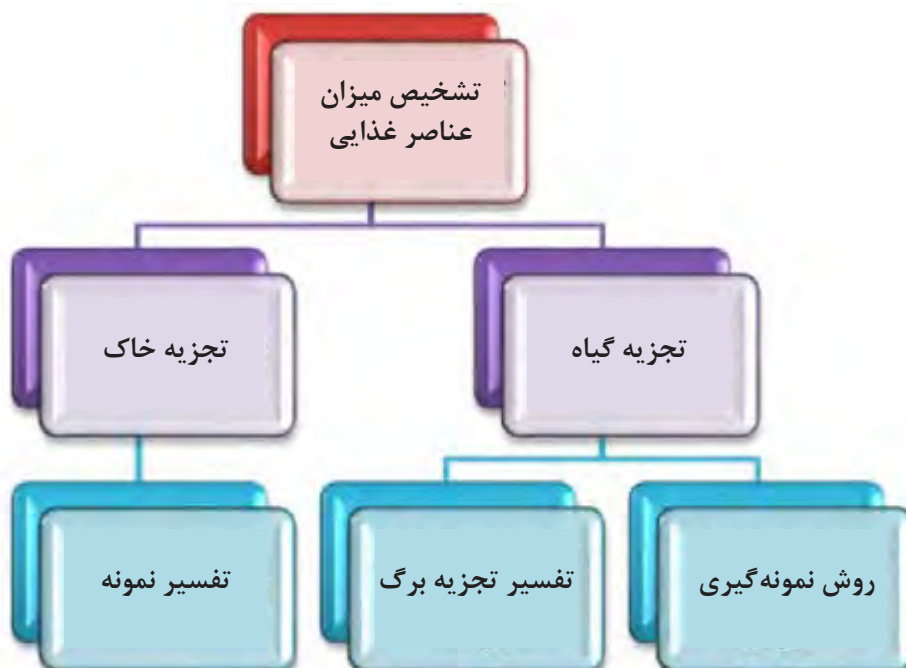 تشخیص میزان
عناصر غذایی
تجزیه گیاه
تجزیه خاک
روش نمونه‌گیری
تفسیر تجزیه برگ
تفسیر نمونه